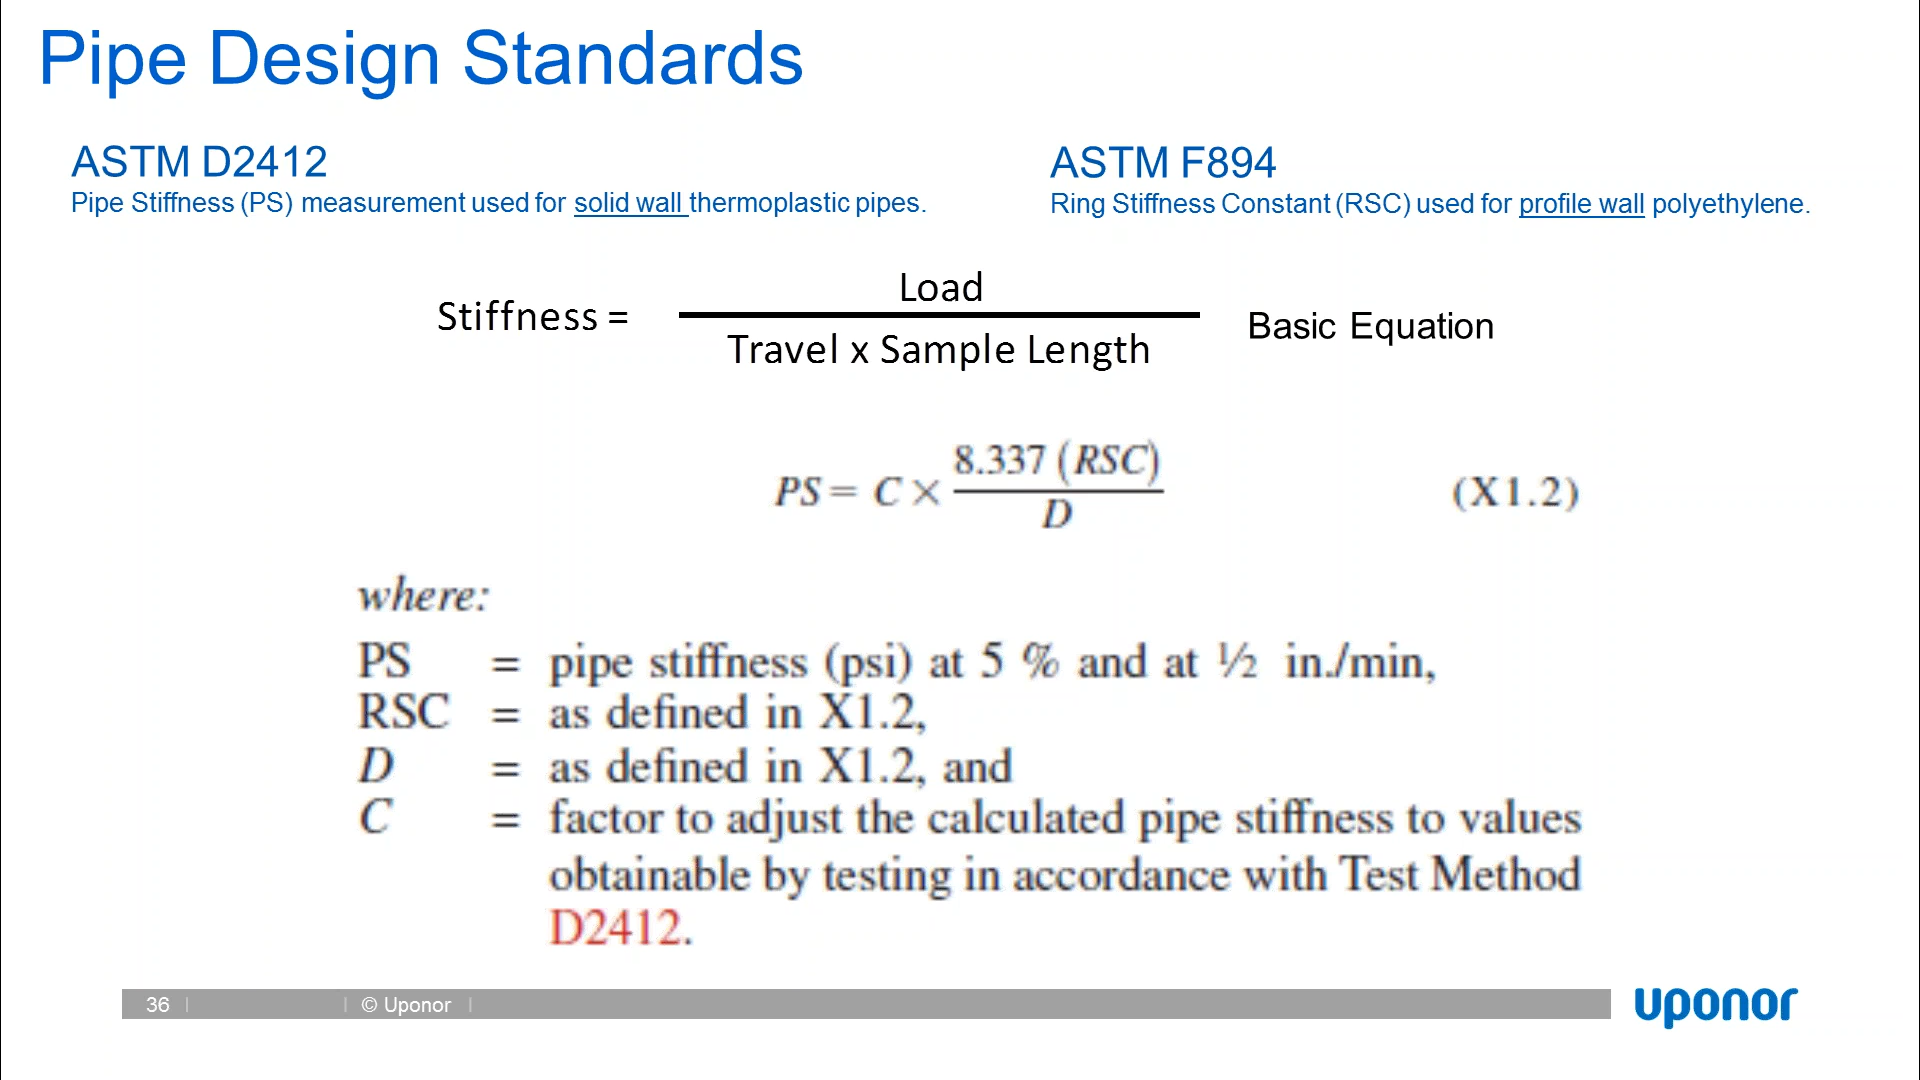 Pipe Design Standards
ASTM D2412
Pipe Stiffness (PS) measurement used for solid wall thermoplastic pipes.
ASTM F894
Ring Stiffness Constant (RSC) used for profile wall polyethylene.
Stiffness =
Load
Travel x Sample Length
Basic Equation
PS = C × 8.337 (RSC) / D (X1.2)
where:
PS = pipe stiffness (psi) at 5 % and at ½ in./min,
RSC = as defined in X1.2,
D = as defined in X1.2, and
C = factor to adjust the calculated pipe stiffness to values
obtainable by testing in accordance with Test Method
D2412.
36 | | © Uponor |
uponor